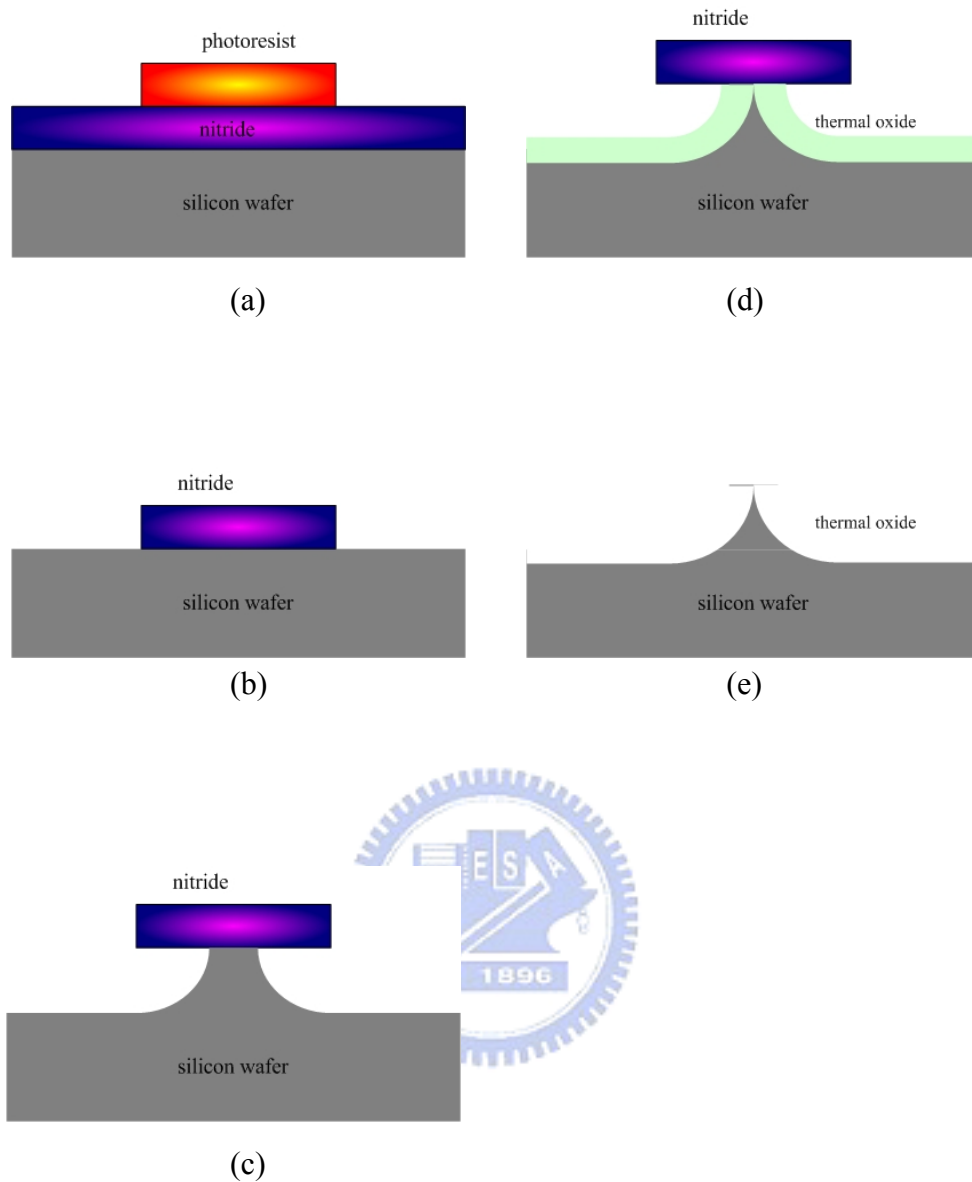 photoresist
nitride
silicon wafer
(a)
nitride
silicon wafer
(b)
nitride
silicon wafer
(c)
nitride
thermal oxide
silicon wafer
(d)
thermal oxide
silicon wafer
(e)
E S A
1896